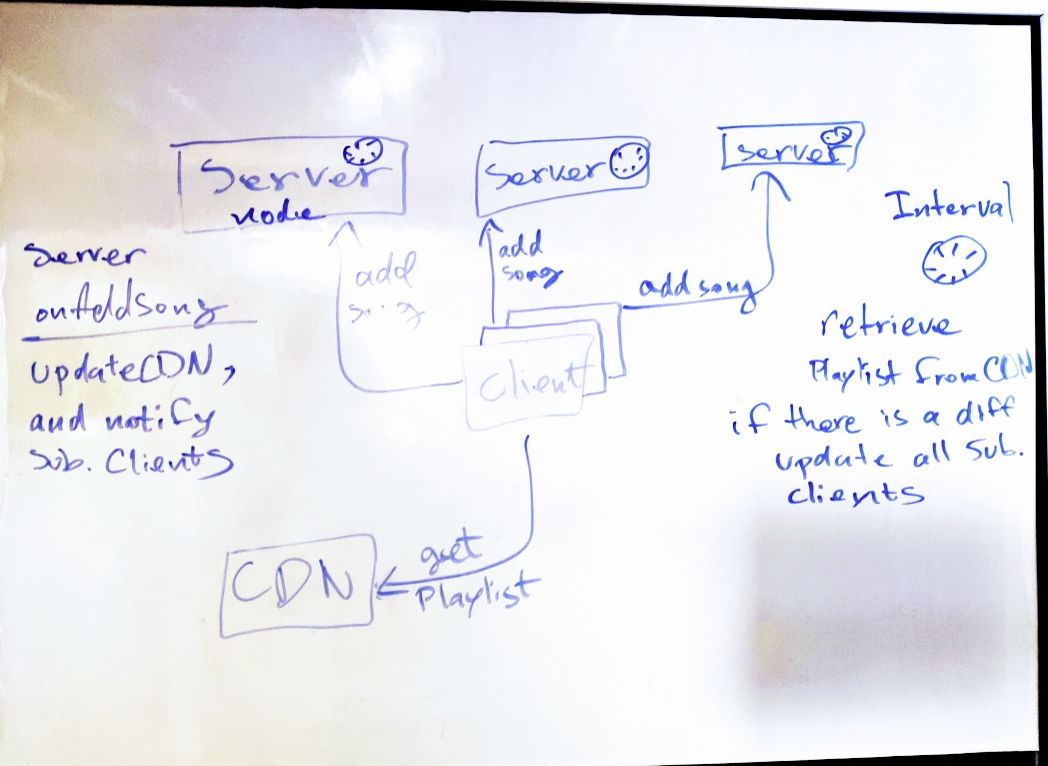 Server
node
Server
Server
Interval
Server
onAddSong
updateCDN,
and notify
Sub. Clients
add
song
add
song
add song
Client
retrieve
Playlist from CDN
if there is a diff
update all Sub.
clients
CDN
get
Playlist